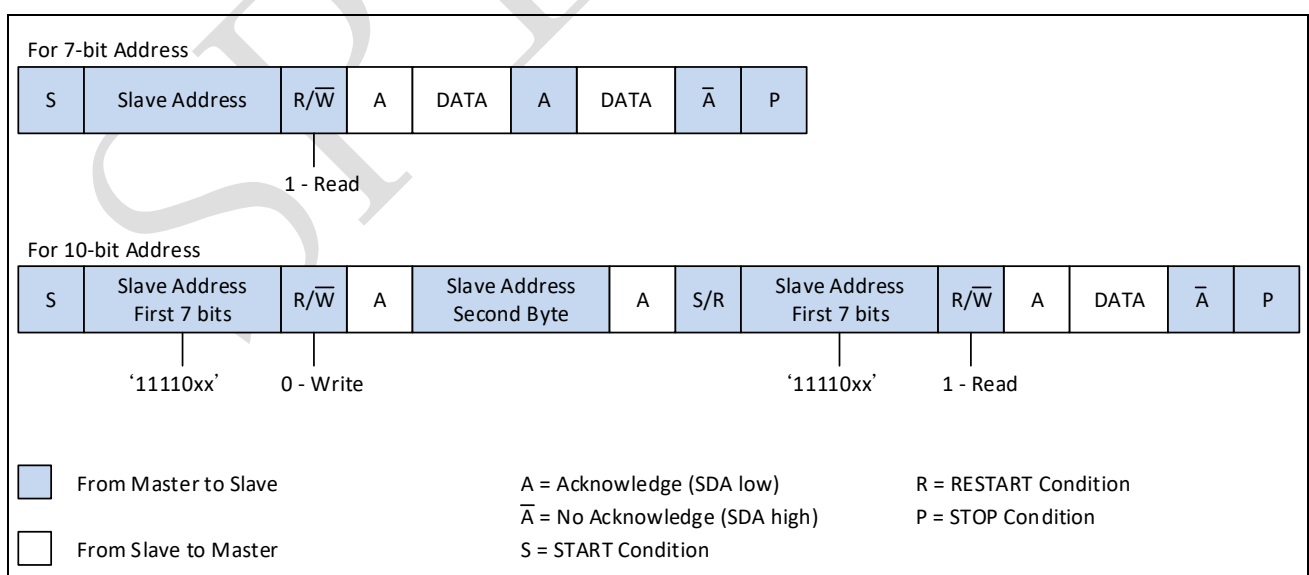 For 7-bit Address
S Slave Address R/W̅ A DATA A DATA A̅ P
1 - Read
For 10-bit Address
S Slave Address First 7 bits R/W̅ A Slave Address Second Byte A S/R Slave Address First 7 bits R/W̅ A DATA A̅ P
‘11110xx’ 0 - Write ‘11110xx’ 1 - Read
From Master to Slave A = Acknowledge (SDA low) R = RESTART Condition
A̅ = No Acknowledge (SDA high) P = STOP Condition
From Slave to Master S = START Condition